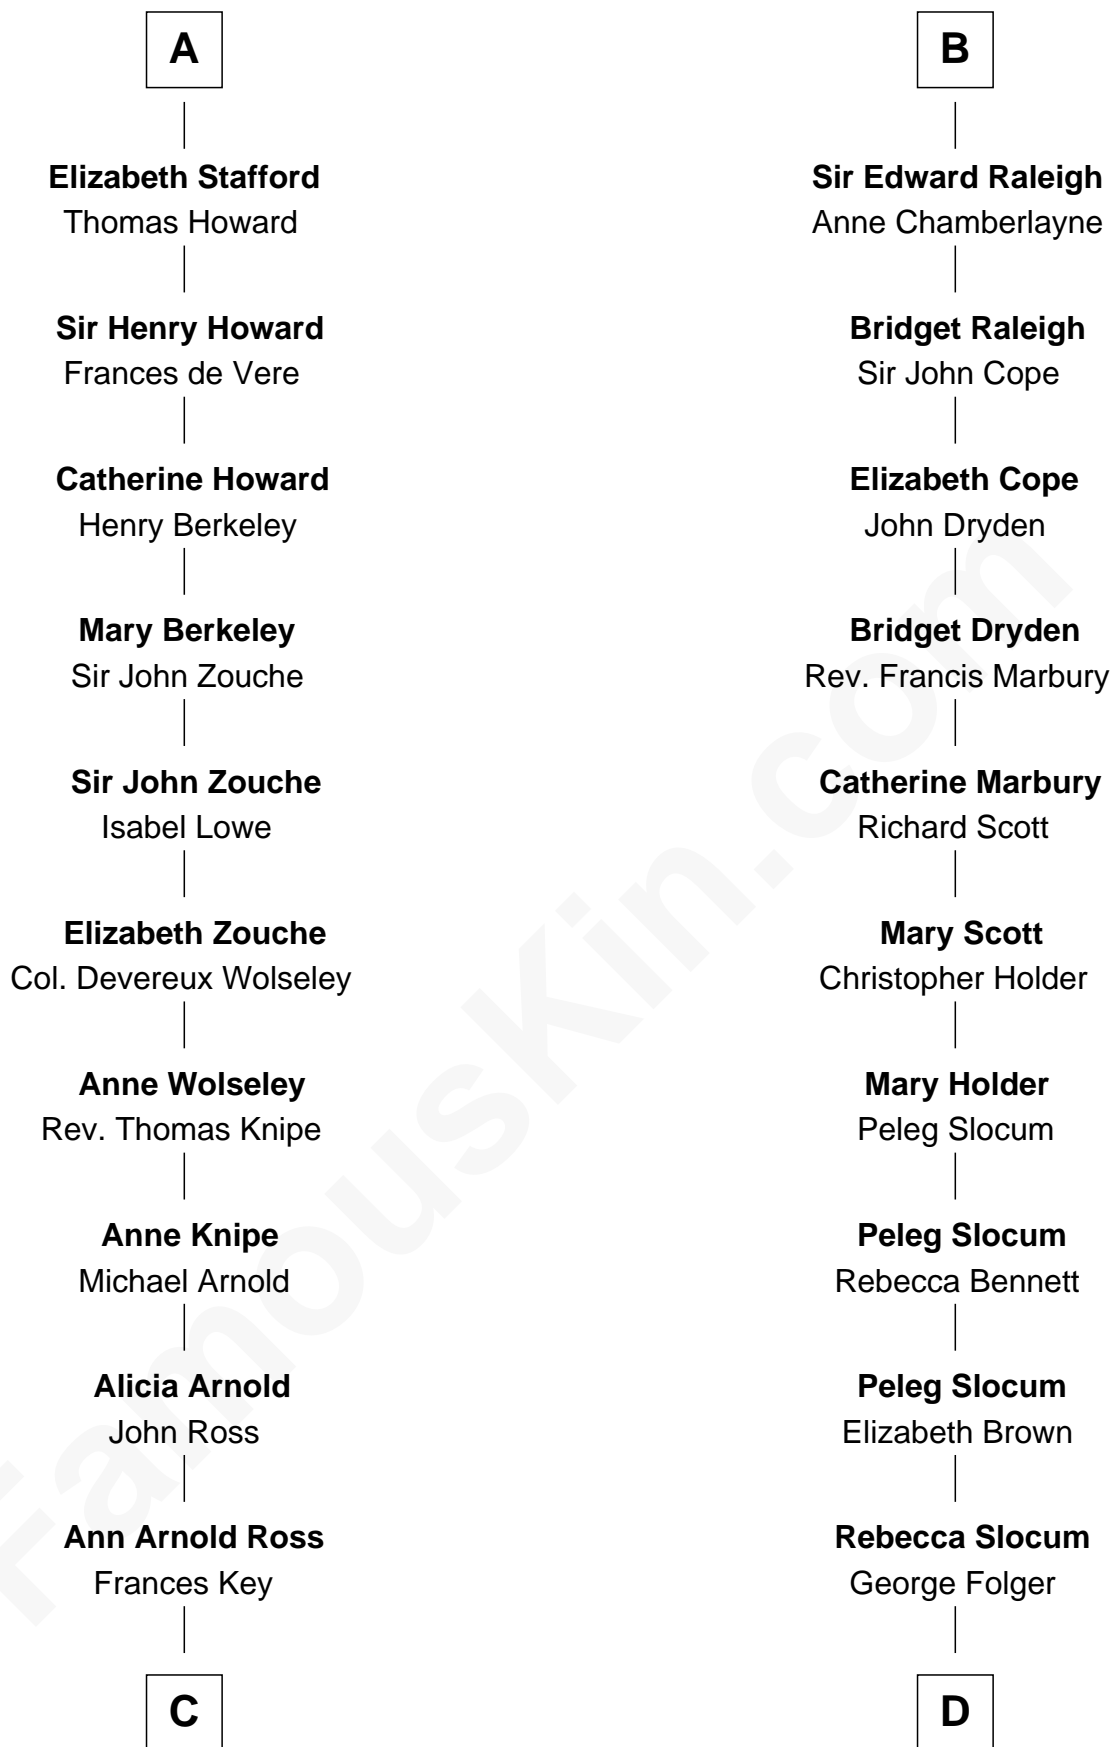 A
Elizabeth Stafford
Thomas Howard
Sir Henry Howard
Frances de Vere
Catherine Howard
Henry Berkeley
Mary Berkeley
Sir John Zouche
Sir John Zouche
Isabel Lowe
Elizabeth Zouche
Col. Devereux Wolseley
Anne Wolseley
Rev. Thomas Knipe
Anne Knipe
Michael Arnold
Alicia Arnold
John Ross
Ann Arnold Ross
Frances Key
C
B
Sir Edward Raleigh
Anne Chamberlayne
Bridget Raleigh
Sir John Cope
Elizabeth Cope
John Dryden
Bridget Dryden
Rev. Francis Marbury
Catherine Marbury
Richard Scott
Mary Scott
Christopher Holder
Mary Holder
Peleg Slocum
Peleg Slocum
Rebecca Bennett
Peleg Slocum
Elizabeth Brown
Rebecca Slocum
George Folger
D
FamousKin.com